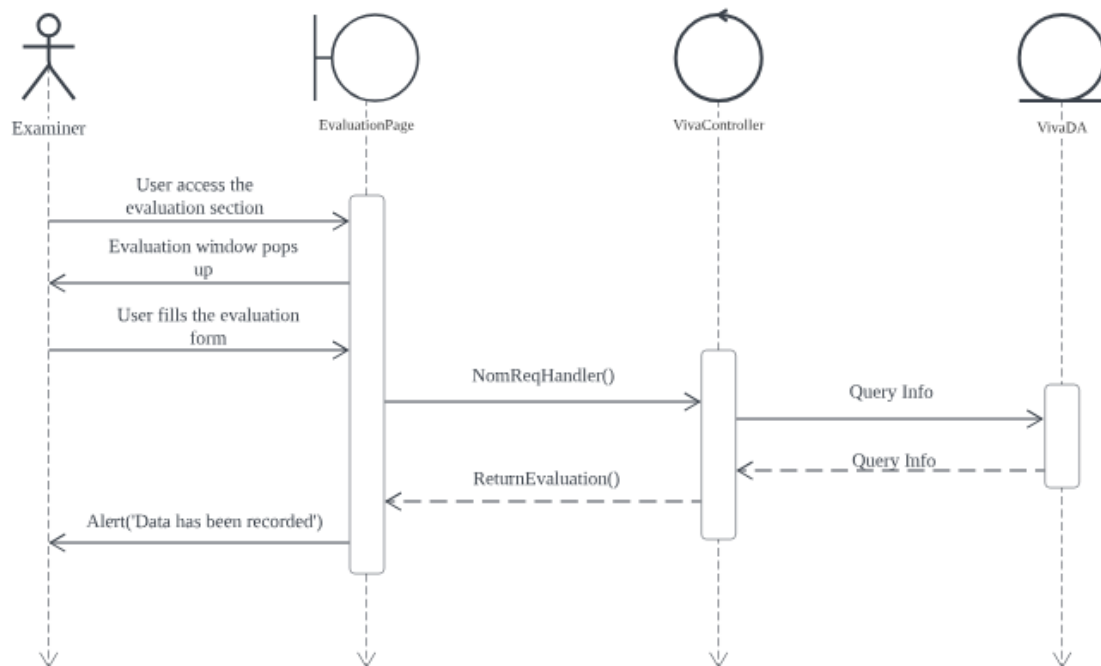 Examiner
EvaluationPage
VivaController
VivaDA
User access the
evaluation section
Evaluation window pops
up
User fills the evaluation
form
NomReqHandler()
Query Info
Query Info
ReturnEvaluation()
Alert('Data has been recorded')